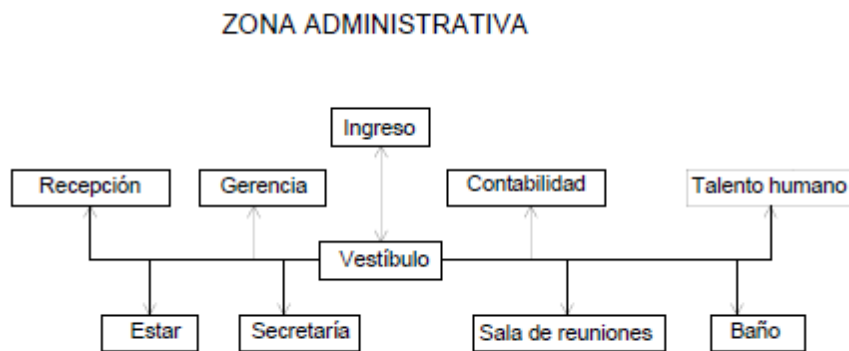 ZONA ADMINISTRATIVA
Ingreso
Recepción
Gerencia
Contabilidad
Talento humano
Vestíbulo
Estar
Secretaría
Sala de reuniones
Baño